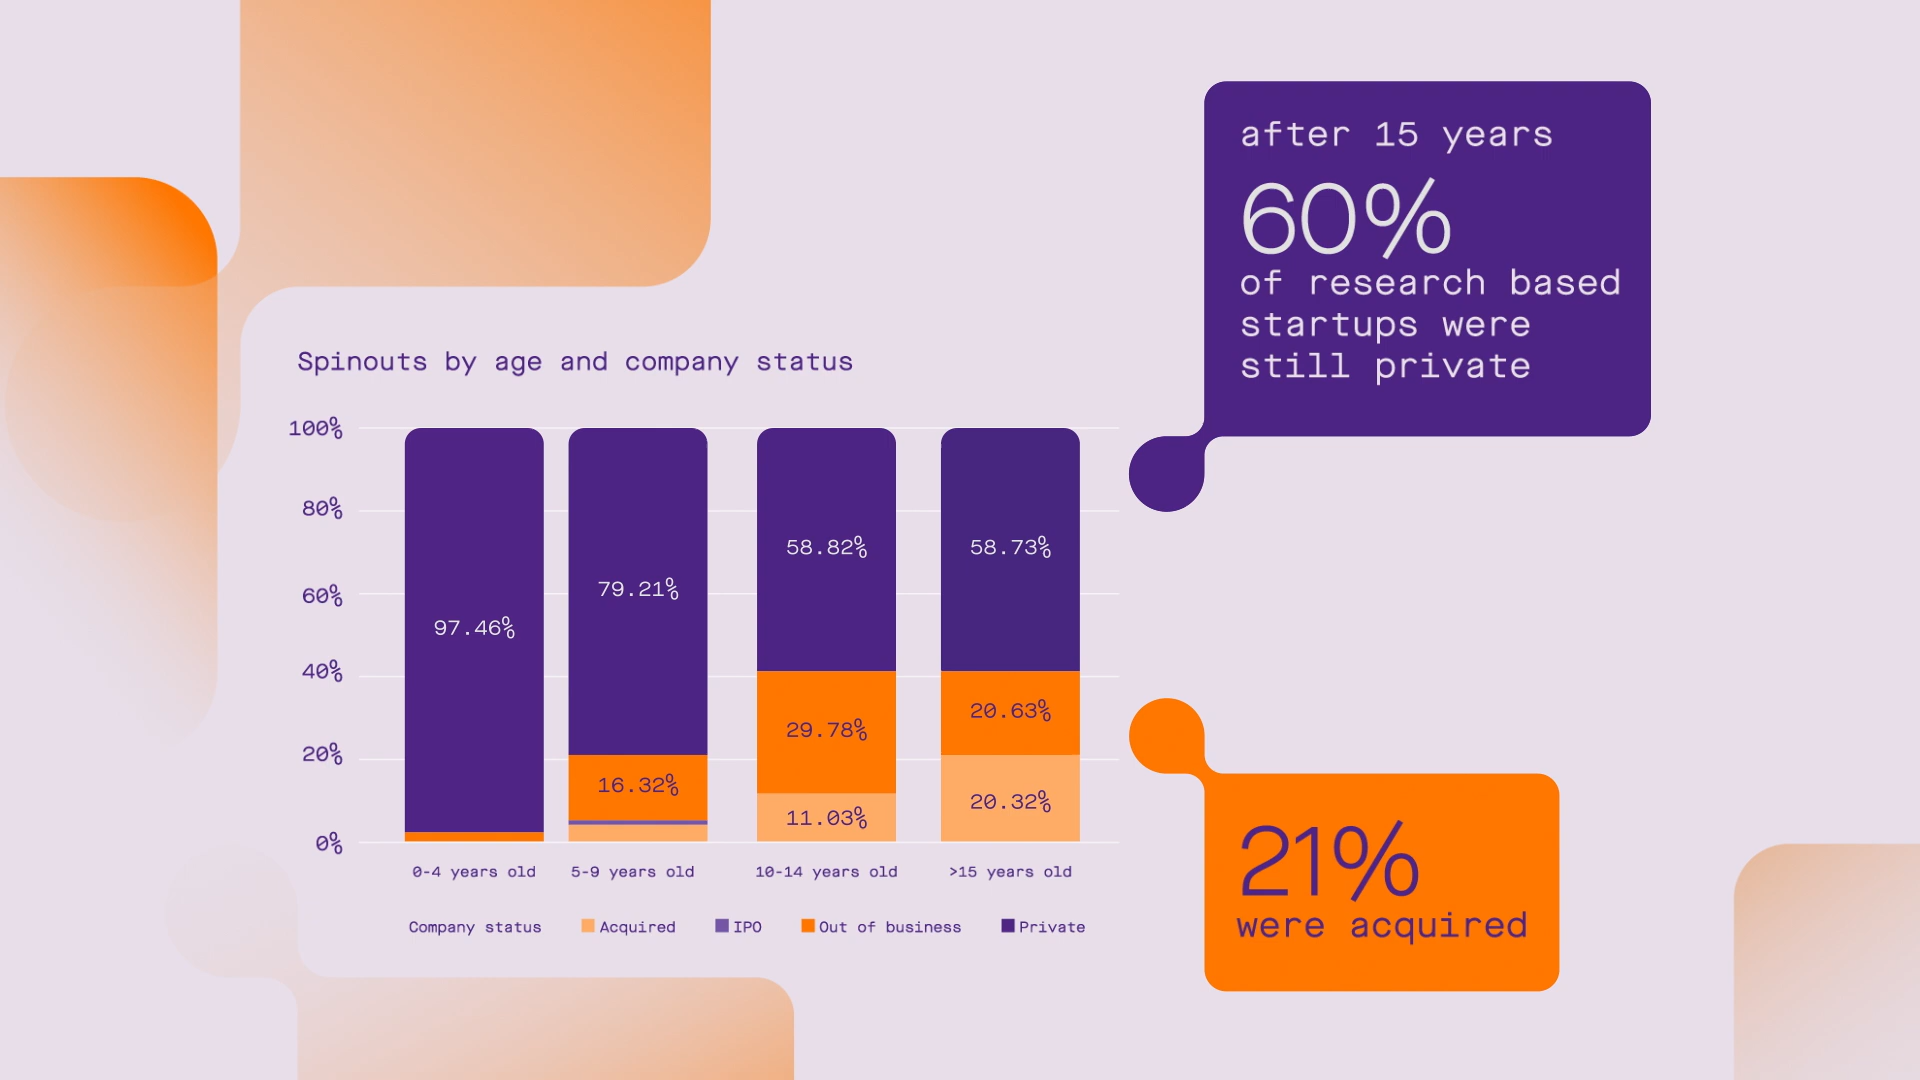 after 15 years
60%
of research based
startups were
still private
Spinouts by age and company status
100%
80%
60%
40%
20%
0%
97.46%
79.21%
16.32%
58.82%
29.78%
11.03%
58.73%
20.63%
20.32%
0-4 years old
5-9 years old
10-14 years old
>15 years old
Company status
Acquired
IPO
Out of business
Private
21%
were acquired